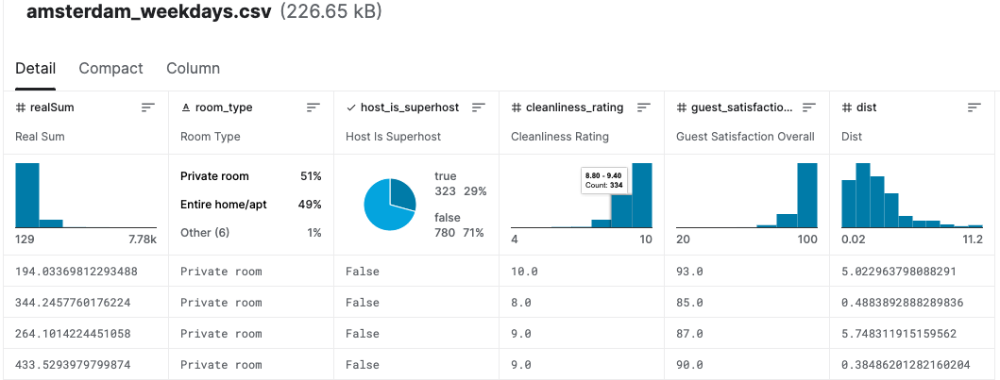 amsterdam_weekdays.csv (226.65 kB)
Detail Compact Column
# realSum
Real Sum
129 7.78k
A room_type
Room Type
Private room 51%
Entire home/apt 49%
Other (6) 1%
host_is_superhost
Host Is Superhost
true
323 29%
false
780 71%
# cleanliness_rating
Cleanliness Rating
8.80 - 9.40
Count: 334
4 10
# guest_satisfactio...
Guest Satisfaction Overall
20 100
# dist
Dist
0.02 11.2
194.03369812293488 Private room False 10.0 93.0 5.022963798088291
344.2457760176224 Private room False 8.0 85.0 0.4883892888289836
264.1014224451058 Private room False 9.0 87.0 5.748311915159562
433.5293979799874 Private room False 9.0 90.0 0.38486201282160204